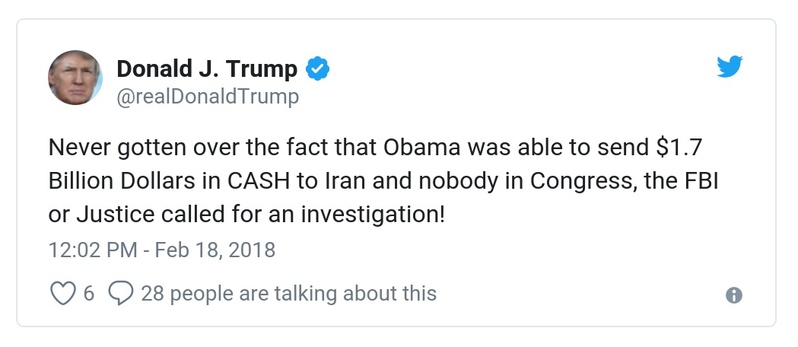 Donald J. Trump
@realDonaldTrump
Never gotten over the fact that Obama was able to send $1.7
Billion Dollars in CASH to Iran and nobody in Congress, the FBI
or Justice called for an investigation!
12:02 PM - Feb 18, 2018
6 28 people are talking about this